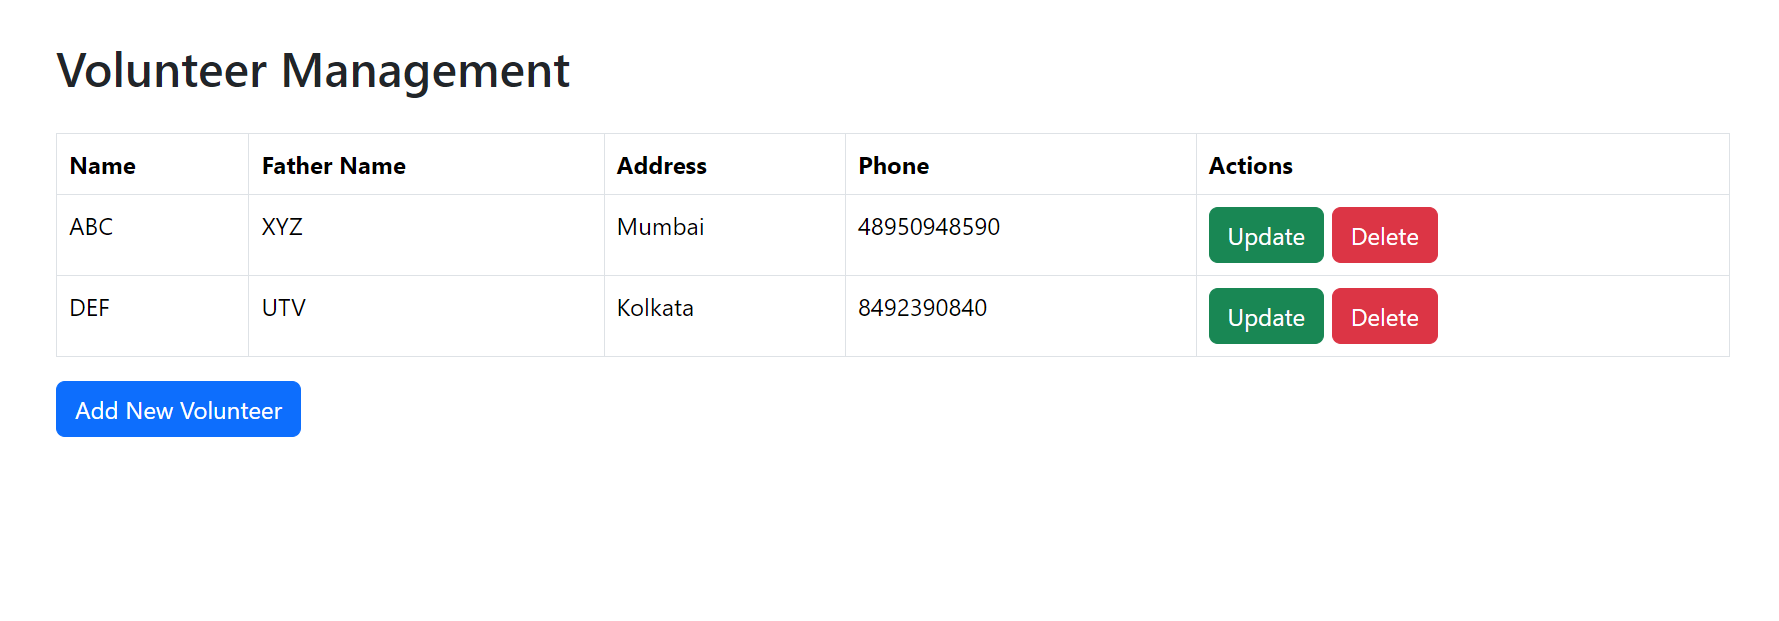 Volunteer Management
Name Father Name Address Phone Actions
ABC XYZ Mumbai 48950948590 Update Delete
DEF UTV Kolkata 8492390840 Update Delete
Add New Volunteer